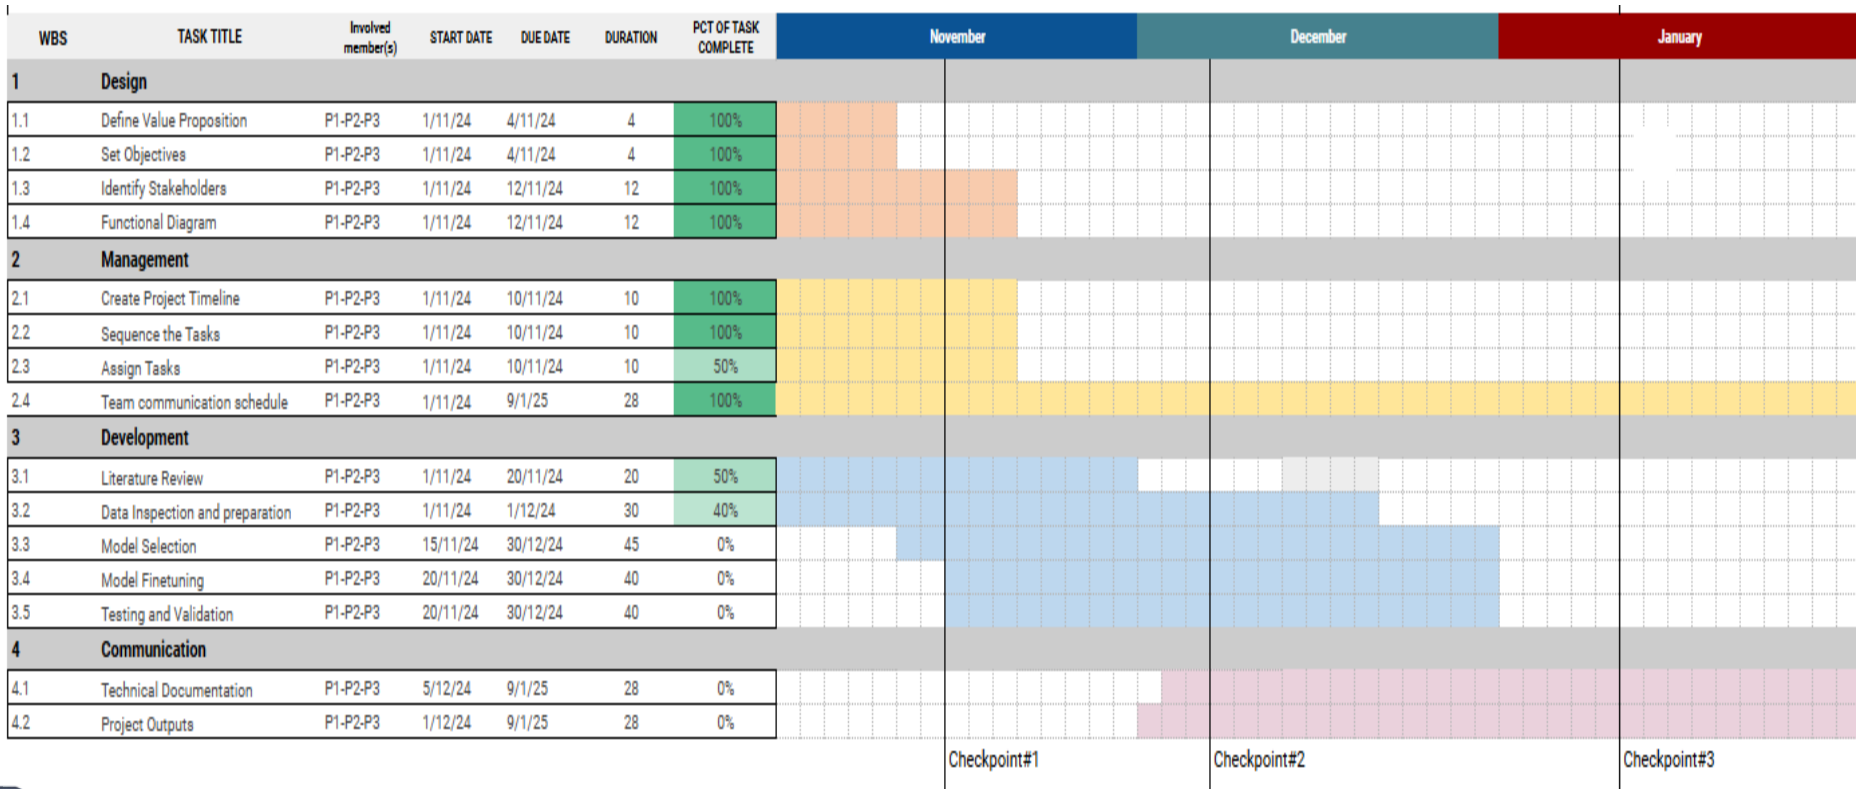 WBS TASK TITLE Involved member(s) START DATE DUE DATE DURATION PCT OF TASK COMPLETE November December January
1 Design
1.1 Define Value Proposition P1-P2-P3 1/11/24 4/11/24 4 100%
1.2 Set Objectives P1-P2-P3 1/11/24 4/11/24 4 100%
1.3 Identify Stakeholders P1-P2-P3 1/11/24 12/11/24 12 100%
1.4 Functional Diagram P1-P2-P3 1/11/24 12/11/24 12 100%
2 Management
2.1 Create Project Timeline P1-P2-P3 1/11/24 10/11/24 10 100%
2.2 Sequence the Tasks P1-P2-P3 1/11/24 10/11/24 10 100%
2.3 Assign Tasks P1-P2-P3 1/11/24 10/11/24 10 50%
2.4 Team communication schedule P1-P2-P3 1/11/24 9/1/25 28 100%
3 Development
3.1 Literature Review P1-P2-P3 1/11/24 20/11/24 20 50%
3.2 Data Inspection and preparation P1-P2-P3 1/11/24 1/12/24 30 40%
3.3 Model Selection P1-P2-P3 15/11/24 30/12/24 45 0%
3.4 Model Finetuning P1-P2-P3 20/11/24 30/12/24 40 0%
3.5 Testing and Validation P1-P2-P3 20/11/24 30/12/24 40 0%
4 Communication
4.1 Technical Documentation P1-P2-P3 5/12/24 9/1/25 28 0%
4.2 Project Outputs P1-P2-P3 1/12/24 9/1/25 28 0%
Checkpoint#1 Checkpoint#2 Checkpoint#3